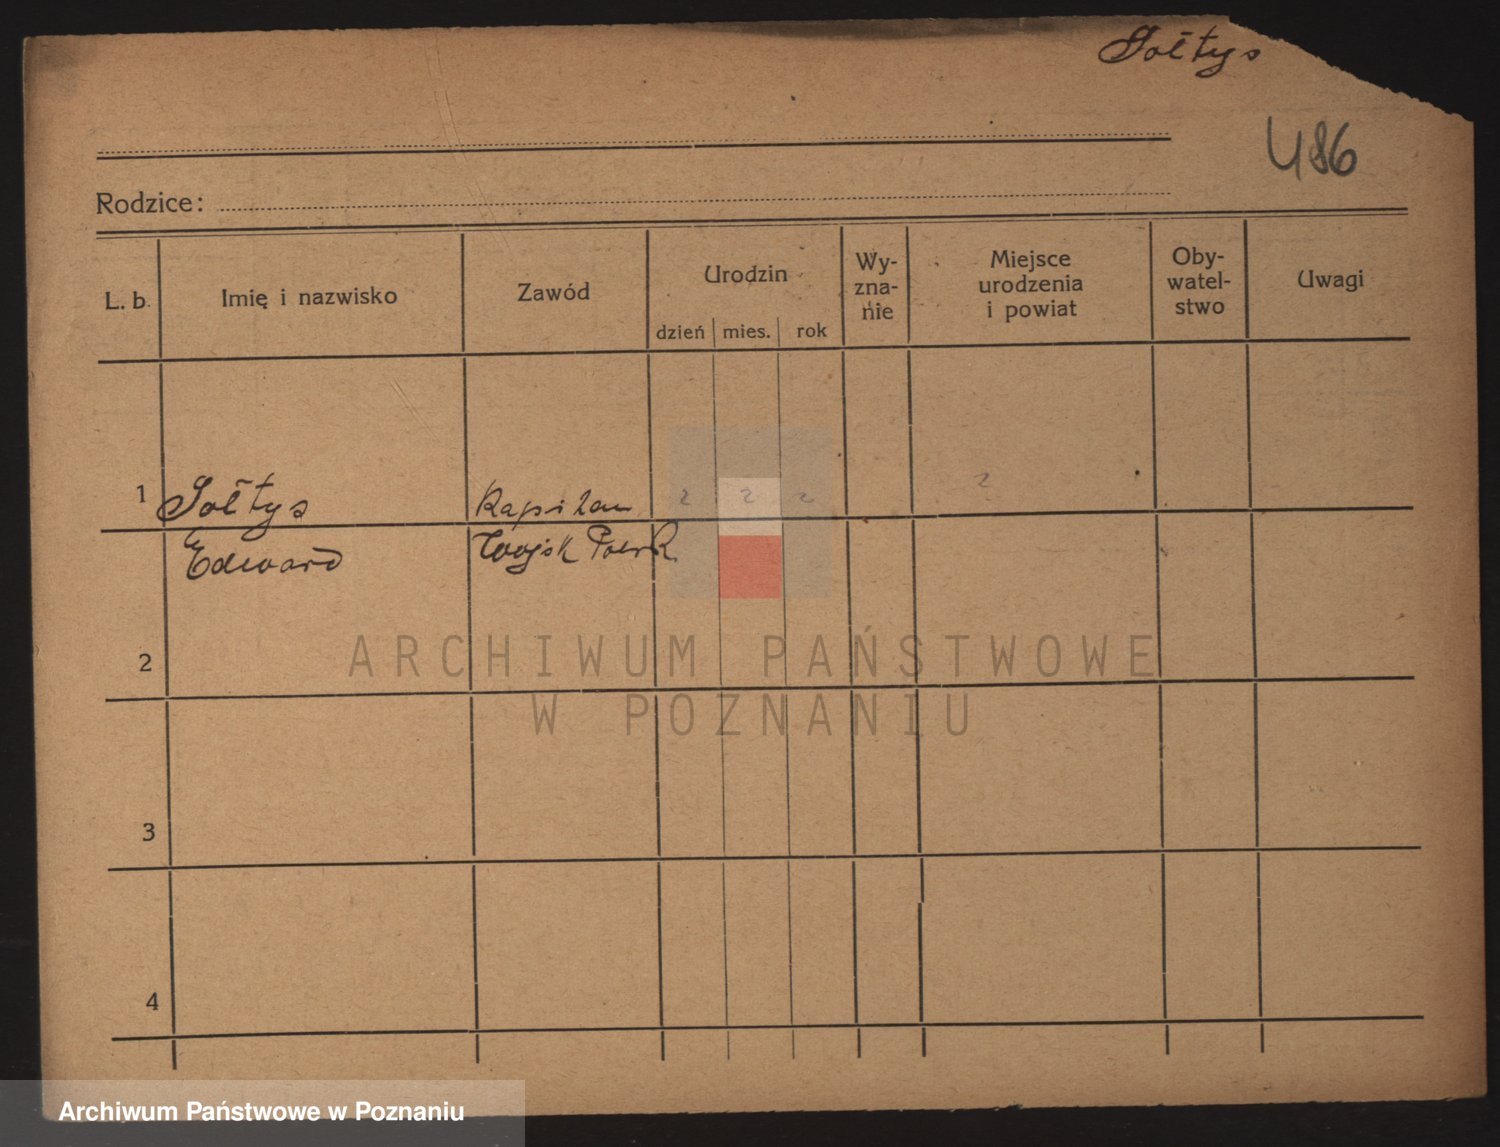 Sołtys
486
Rodzice:
L. b. Imię i nazwisko Zawód Urodzin Wy-zna-nie Miejsce urodzenia i powiat Oby-watel-stwo Uwagi
dzień mies. rok
1 Sołtys Kapitan
Edward Wojsk Polsk
2
3
4
ARCHIWUM PAŃSTWOWE
W POZNANIU
Archiwum Państwowe w Poznaniu